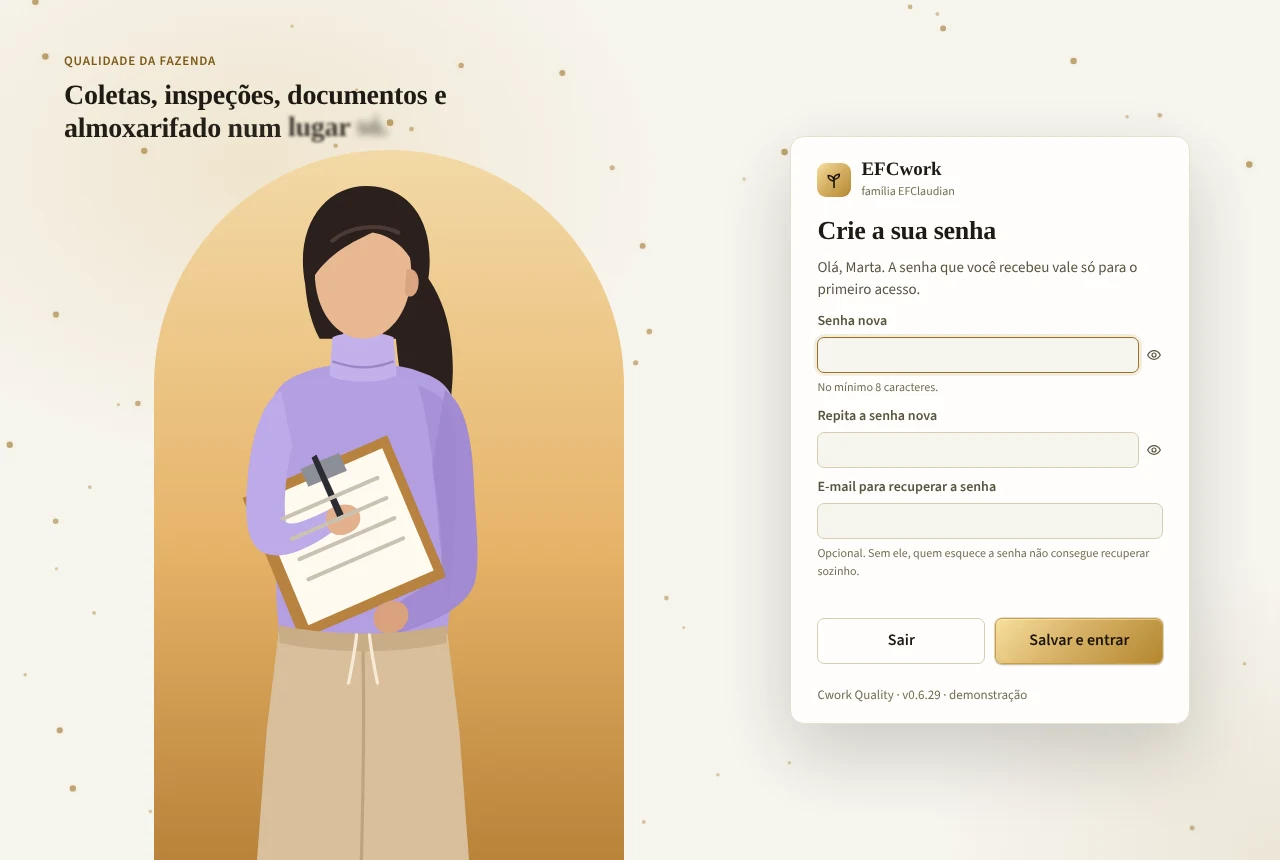 QUALIDADE DA FAZENDA
Coletas, inspeções, documentos e
almoxarifado num lugar só.
EFCwork
família EFClaudian
Crie a sua senha
Olá, Marta. A senha que você recebeu vale só para o
primeiro acesso.
Senha nova
No mínimo 8 caracteres.
Repita a senha nova
E-mail para recuperar a senha
Opcional. Sem ele, quem esquece a senha não consegue recuperar
sozinho.
Sair
Salvar e entrar
Cwork Quality · v0.6.29 · demonstração